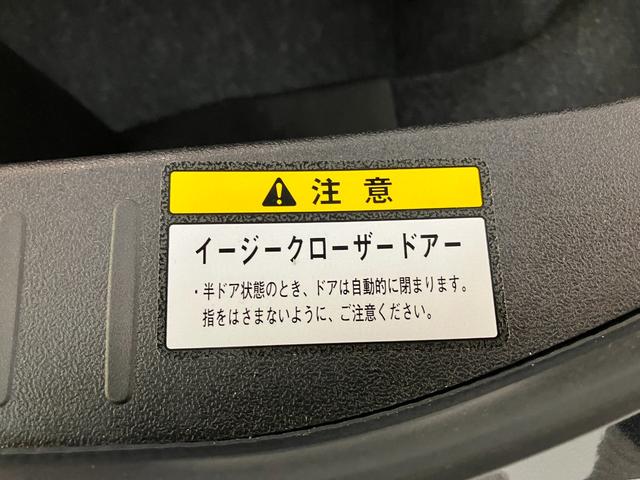 注意
イージークローザードアー
・半ドア状態のとき、ドアは自動的に閉まります。
指をはさまないように、ご注意ください。